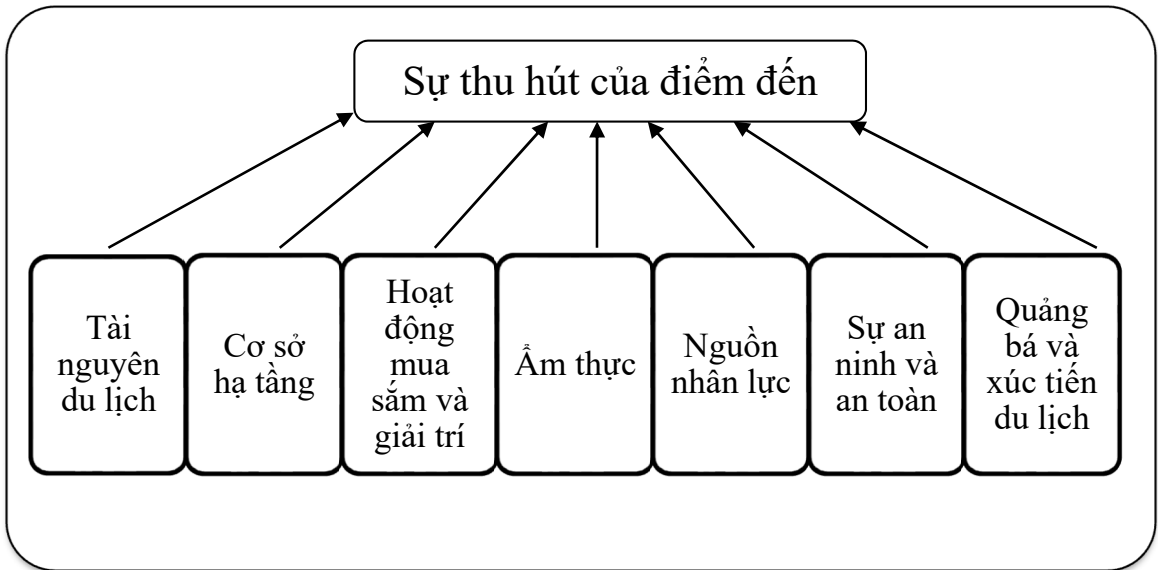 Sự thu hút của điểm đến
Tài
nguyên
du lịch
Cơ sở
hạ tầng
Hoạt
động
mua
sắm và
giải trí
Ẩm thực
Nguồn
nhân lực
Sự an
ninh và
an toàn
Quảng
bá và
xúc tiến
du lịch